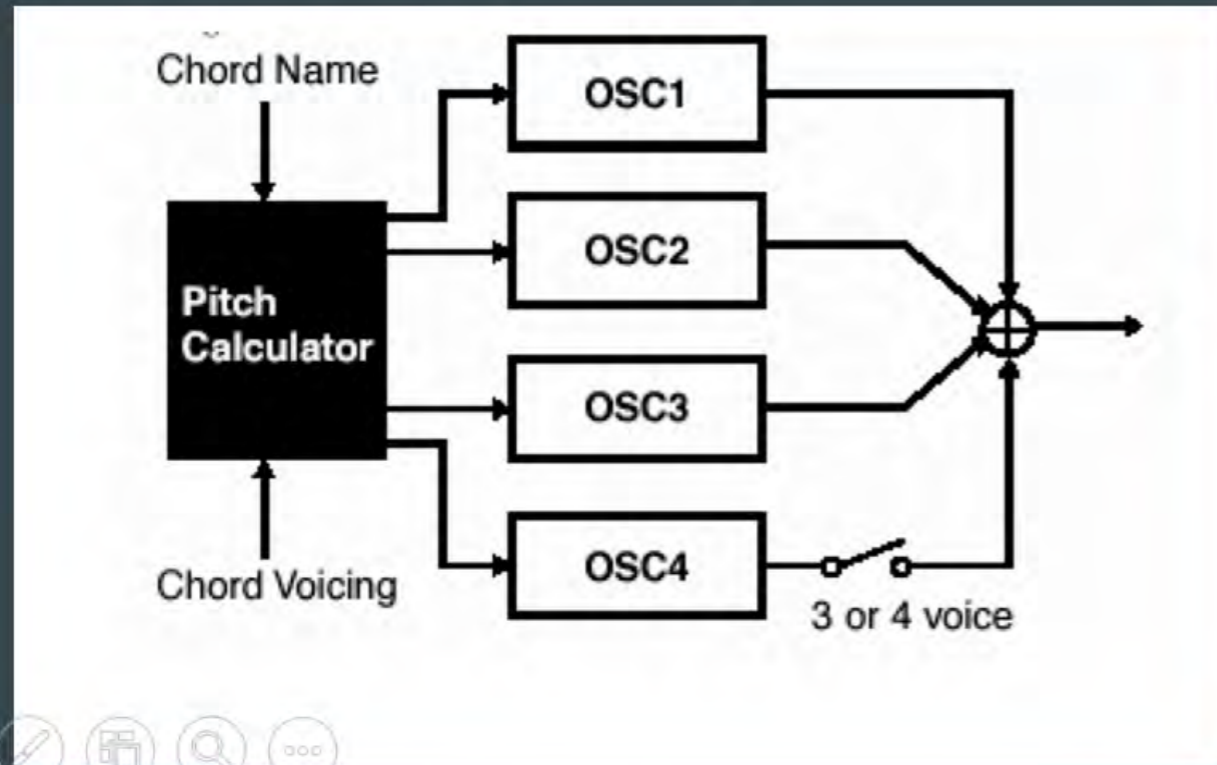 Chord Name
OSC1
OSC2
Pitch
Calculator
OSC3
OSC4
Chord Voicing
3 or 4 voice